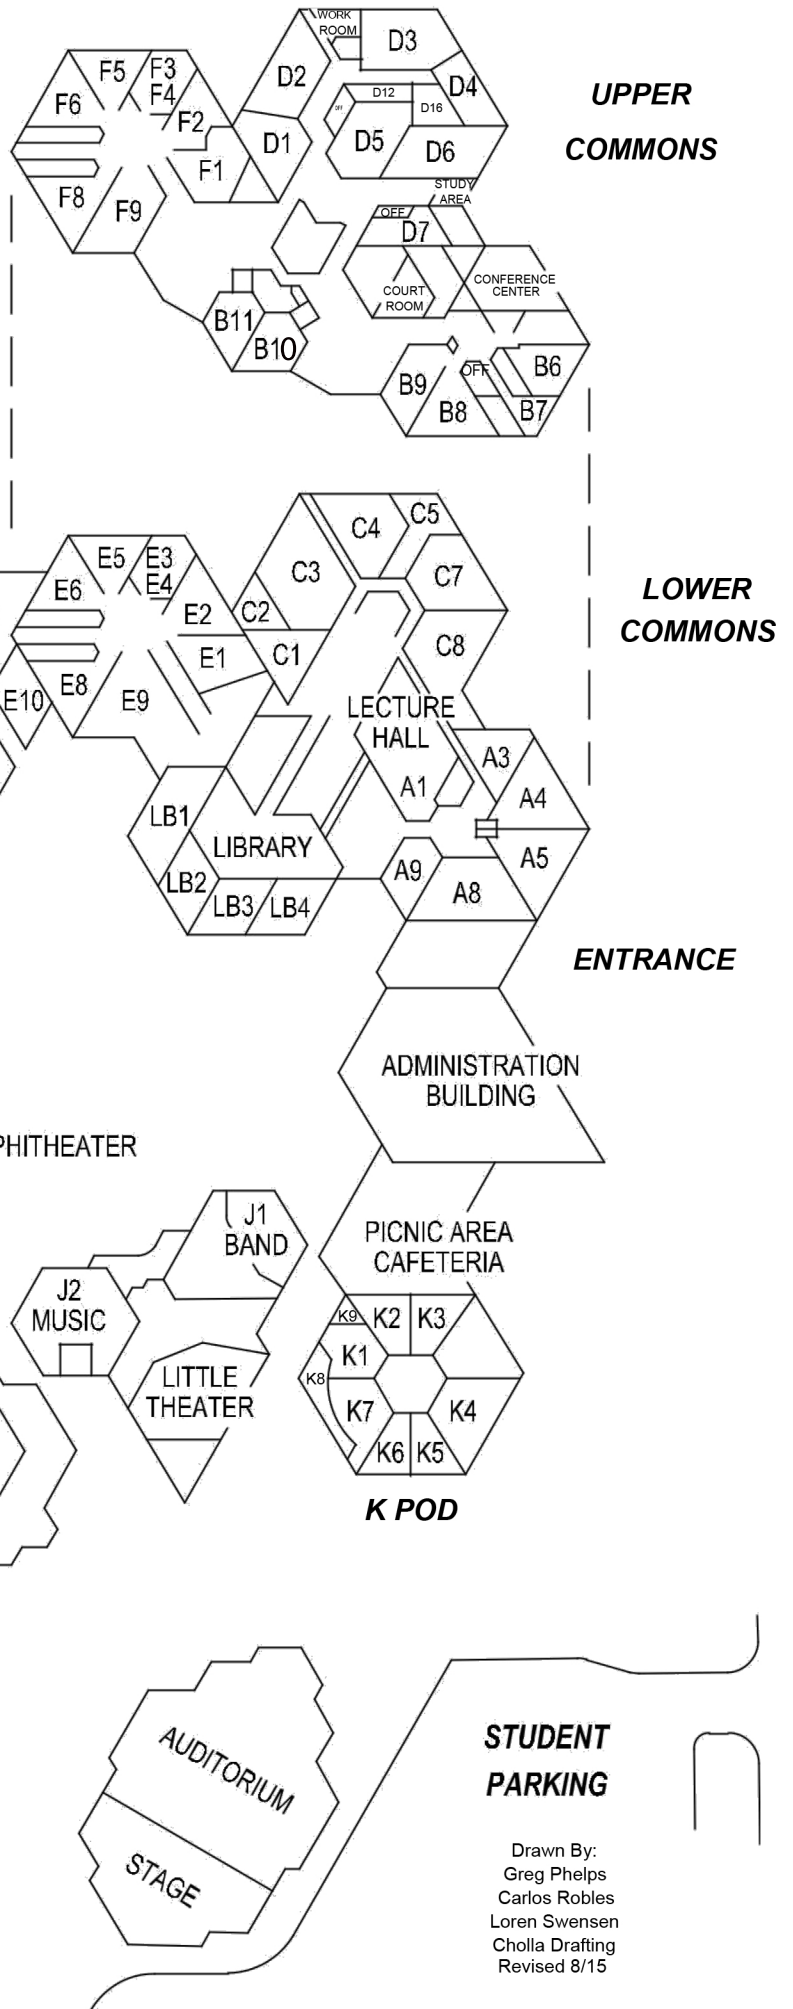 WORK
ROOM
D3
F5
F3
F4
D2
D4
F6
D12
OFF
D16
F2
D1
D5
D6
F1
STUDY
AREA
F8
F9
OFF
D7
CONFERENCE
CENTER
COURT
ROOM
B11
B10
B6
OFF
B9
B8
B7
UPPER
COMMONS
C5
C4
E5
E3
E4
C3
C7
E6
C2
E2
C8
E1
C1
E8
E9
E10
LECTURE
HALL
A3
A1
A4
LB1
LIBRARY
A5
A9
LB2
A8
LB3
LB4
LOWER
COMMONS
ENTRANCE
ADMINISTRATION
BUILDING
PHITHEATER
J1
BAND
PICNIC AREA
CAFETERIA
J2
MUSIC
K9
K2
K3
K1
K8
LITTLE
THEATER
K7
K4
K6
K5
K POD
AUDITORIUM
STAGE
STUDENT
PARKING
Drawn By:
Greg Phelps
Carlos Robles
Loren Swensen
Cholla Drafting
Revised 8/15